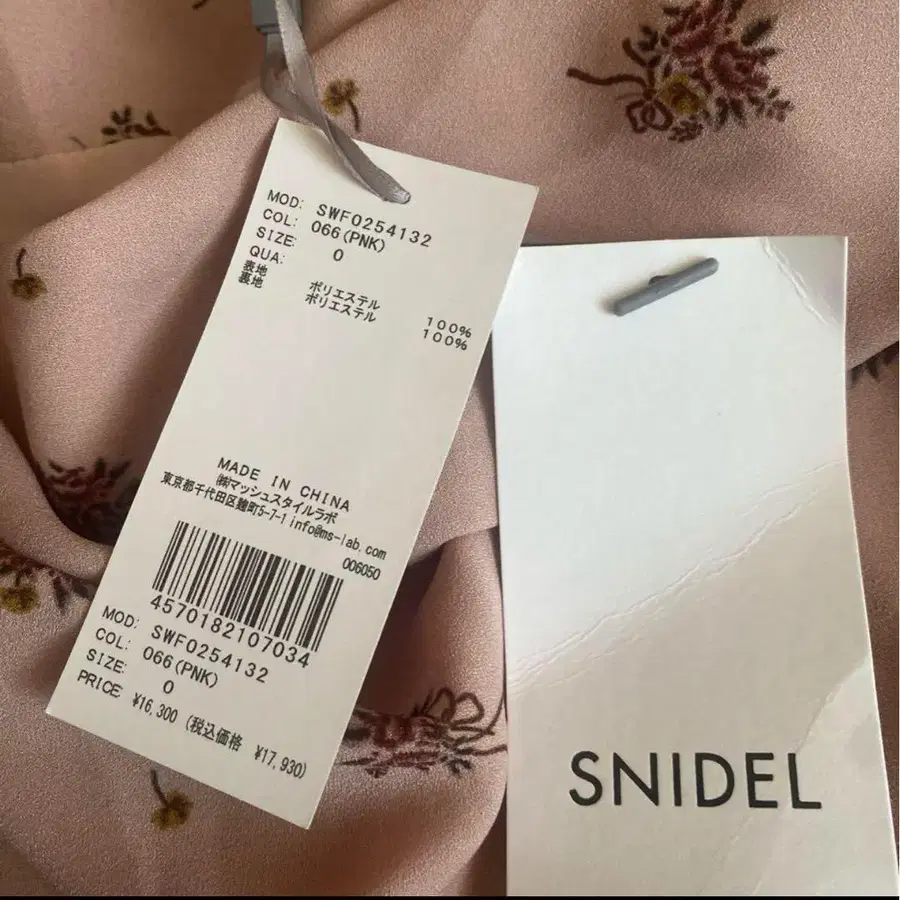 MOD: SWF0254132
COL: 066(PNK)
SIZE: 0
QUA:
表地 ポリエステル 100%
裏地 ポリエステル 100%
MADE IN CHINA
㈱マッシュスタイルラボ
東京都千代田区麹町5-7-1 info@ms-lab.com
006050
4570182107034
MOD: SWF0254132
COL: 066(PNK)
SIZE: 0
PRICE ¥16,300 (税込価格 ¥17,930)
SNIDEL